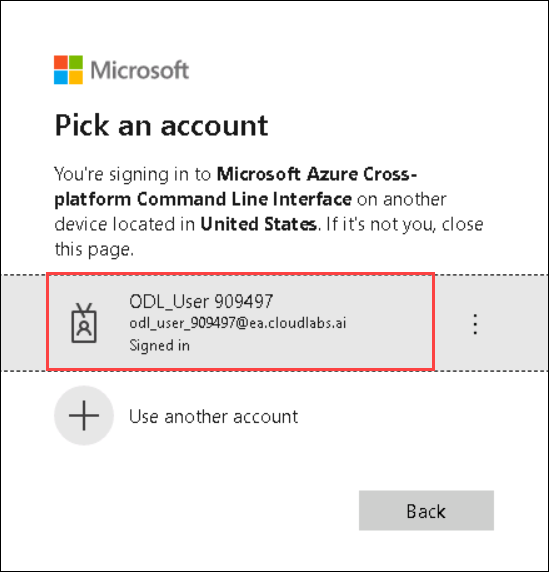 Microsoft
Pick an account
You're signing in to Microsoft Azure Cross-
platform Command Line Interface on another
device located in United States. If it's not you, close
this page.
ODL_User 909497
odl_user_909497@ea.cloudlabs.ai
Signed in
Use another account
Back